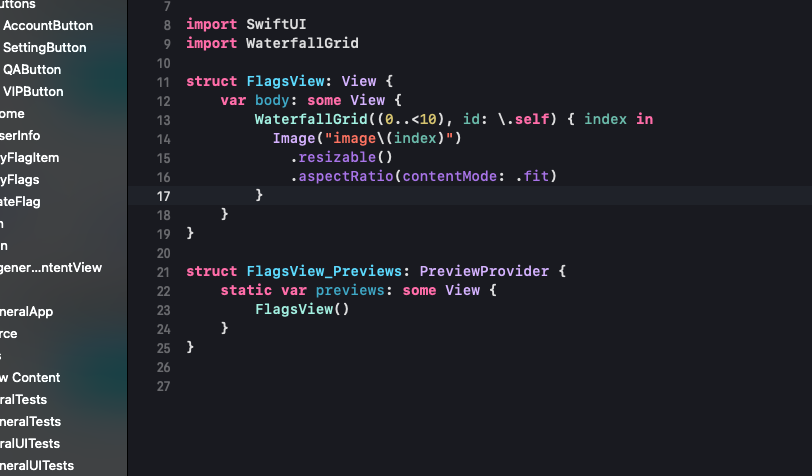 uttons
AccountButton
SettingButton
QAButton
VIPButton
ome
serInfo
yFlagItem
yFlags
ateFlag
n
n
gener...ntentView
neralApp
rce
s
w Content
eralTests
neralTests
neralUITests
neralUITests
7
8 import SwiftUI
9 import WaterfallGrid
10
11 struct FlagsView: View {
12 var body: some View {
13 WaterfallGrid((0..<10), id: \.self) { index in
14 Image("image\(index)")
15 .resizable()
16 .aspectRatio(contentMode: .fit)
17 }
18 }
19 }
20
21 struct FlagsView_Previews: PreviewProvider {
22 static var previews: some View {
23 FlagsView()
24 }
25 }
26
27